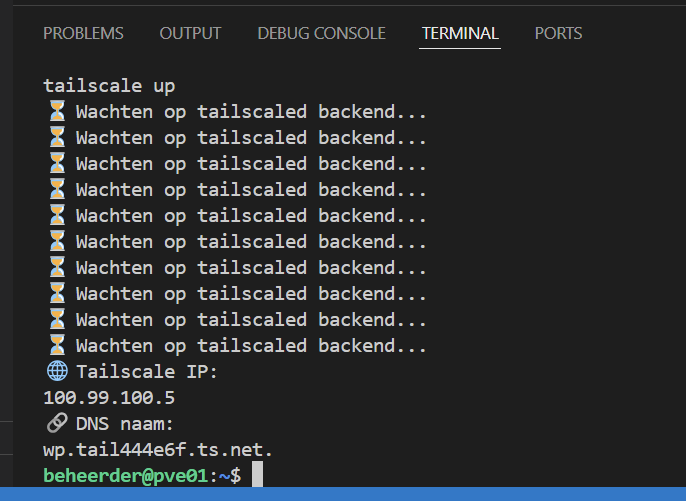 PROBLEMS OUTPUT DEBUG CONSOLE TERMINAL PORTS
tailscale up
⏳ Wachten op tailscaled backend...
⏳ Wachten op tailscaled backend...
⏳ Wachten op tailscaled backend...
⏳ Wachten op tailscaled backend...
⏳ Wachten op tailscaled backend...
⏳ Wachten op tailscaled backend...
⏳ Wachten op tailscaled backend...
⏳ Wachten op tailscaled backend...
⏳ Wachten op tailscaled backend...
⏳ Wachten op tailscaled backend...
🌐 Tailscale IP:
100.99.100.5
🔗 DNS naam:
wp.tail444e6f.ts.net.
beheerder@pve01:~$